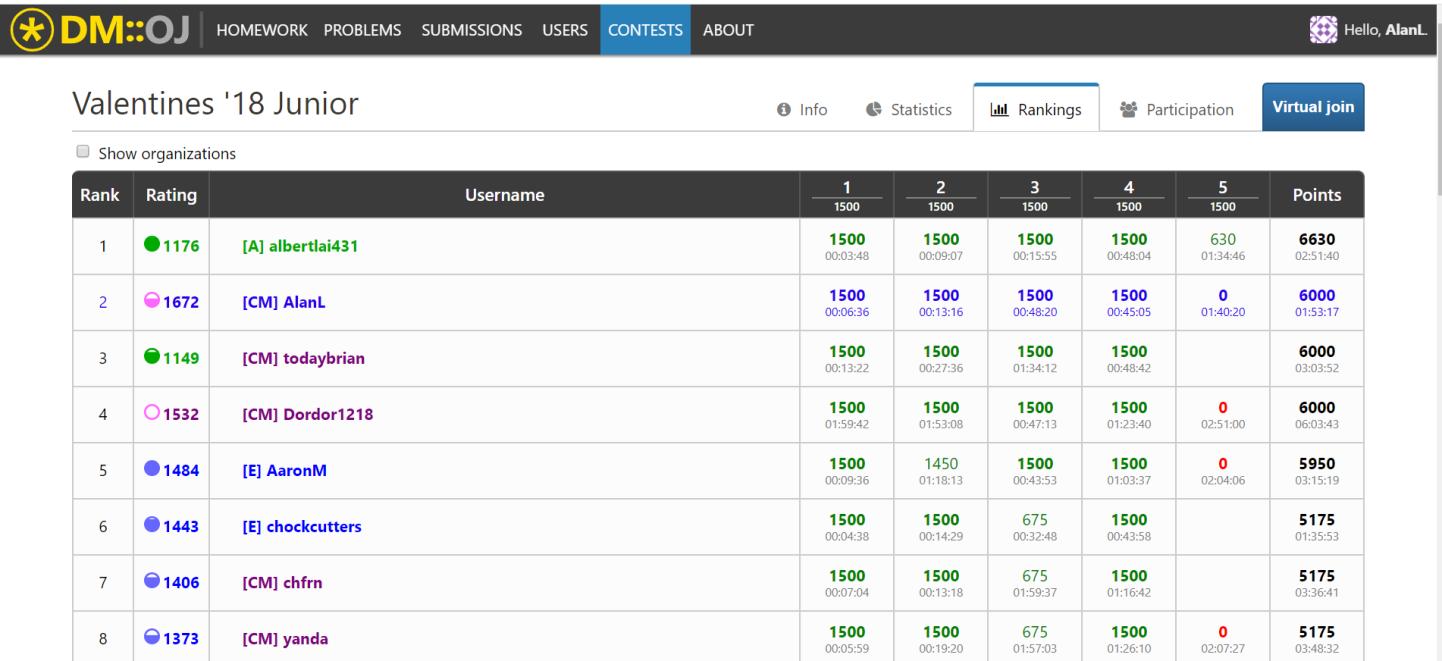 DM::OJ HOMEWORK PROBLEMS SUBMISSIONS USERS CONTESTS ABOUT Hello, AlanL.
Valentines '18 Junior Info Statistics Rankings Participation Virtual join
Show organizations
Rank Rating Username 1 2 3 4 5 Points
1500 1500 1500 1500 1500
1 1176 [A] albertlai431 1500 1500 1500 1500 630 6630
00:03:48 00:09:07 00:15:55 00:48:04 01:34:46 02:51:40
2 1672 [CM] AlanL 1500 1500 1500 1500 0 6000
00:06:36 00:13:16 00:48:20 00:45:05 01:40:20 01:53:17
3 1149 [CM] todaybrian 1500 1500 1500 1500 6000
00:13:22 00:27:36 01:34:12 00:48:42 03:03:52
4 1532 [CM] Dordor1218 1500 1500 1500 1500 0 6000
01:59:42 01:53:08 00:47:13 01:23:40 02:51:00 06:03:43
5 1484 [E] AaronM 1500 1450 1500 1500 0 5950
00:09:36 01:18:13 00:43:53 01:03:37 02:04:06 03:15:19
6 1443 [E] chockcutters 1500 1500 675 1500 5175
00:04:38 00:14:29 00:32:48 00:43:58 01:35:53
7 1406 [CM] chfrn 1500 1500 675 1500 5175
00:07:04 00:13:18 01:59:37 01:16:42 03:36:41
8 1373 [CM] yanda 1500 1500 675 1500 0 5175
00:05:59 00:19:20 01:57:03 01:26:10 02:07:27 03:48:32